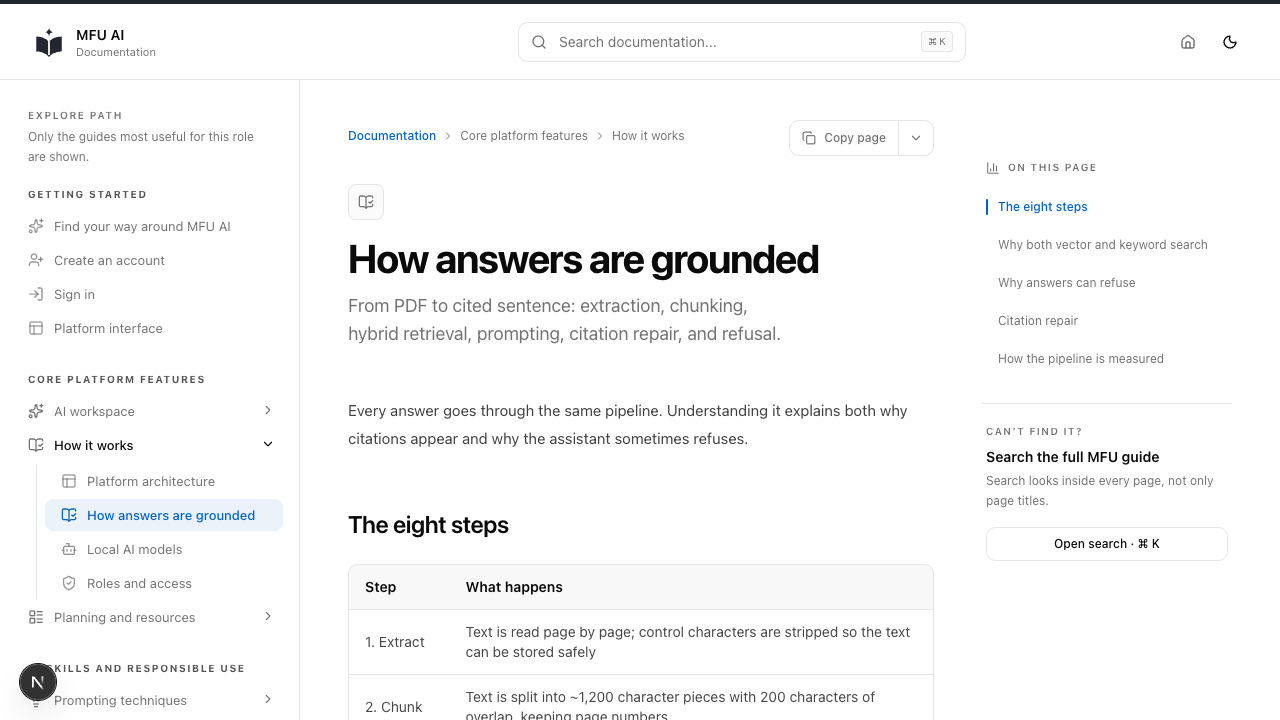 MFU AI
Documentation
Search documentation...
⌘ K
EXPLORE PATH
Only the guides most useful for this role
are shown.
GETTING STARTED
Find your way around MFU AI
Create an account
Sign in
Platform interface
CORE PLATFORM FEATURES
AI workspace
How it works
Platform architecture
How answers are grounded
Local AI models
Roles and access
Planning and resources
SKILLS AND RESPONSIBLE USE
N
Prompting techniques
Documentation
Core platform features
How it works
Copy page
How answers are grounded
From PDF to cited sentence: extraction, chunking,
hybrid retrieval, prompting, citation repair, and refusal.
Every answer goes through the same pipeline. Understanding it explains both why
citations appear and why the assistant sometimes refuses.
The eight steps
Step What happens
1. Extract Text is read page by page; control characters are stripped so the text
can be stored safely
2. Chunk Text is split into ~1,200 character pieces with 200 characters of
overlap, keeping page numbers
ON THIS PAGE
The eight steps
Why both vector and keyword search
Why answers can refuse
Citation repair
How the pipeline is measured
CAN'T FIND IT?
Search the full MFU guide
Search looks inside every page, not only
page titles.
Open search · ⌘ K